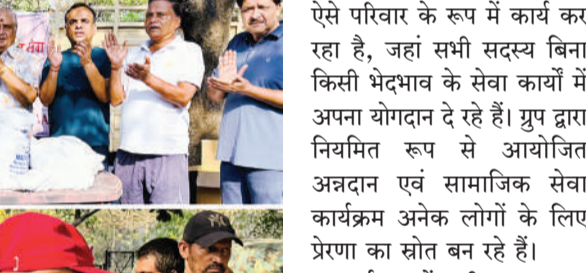 ऐसे परिवार के रूप में कार्य कर
रहा है, जहां सभी सदस्य बिना
किसी भेदभाव के सेवा कार्यों में
अपना योगदान दे रहे हैं। ग्रुप द्वारा
नियमित रूप से आयोजित
अन्नदान एवं सामाजिक सेवा
कार्यक्रम अनेक लोगों के लिए
प्रेरणा का स्रोत बन रहे हैं।